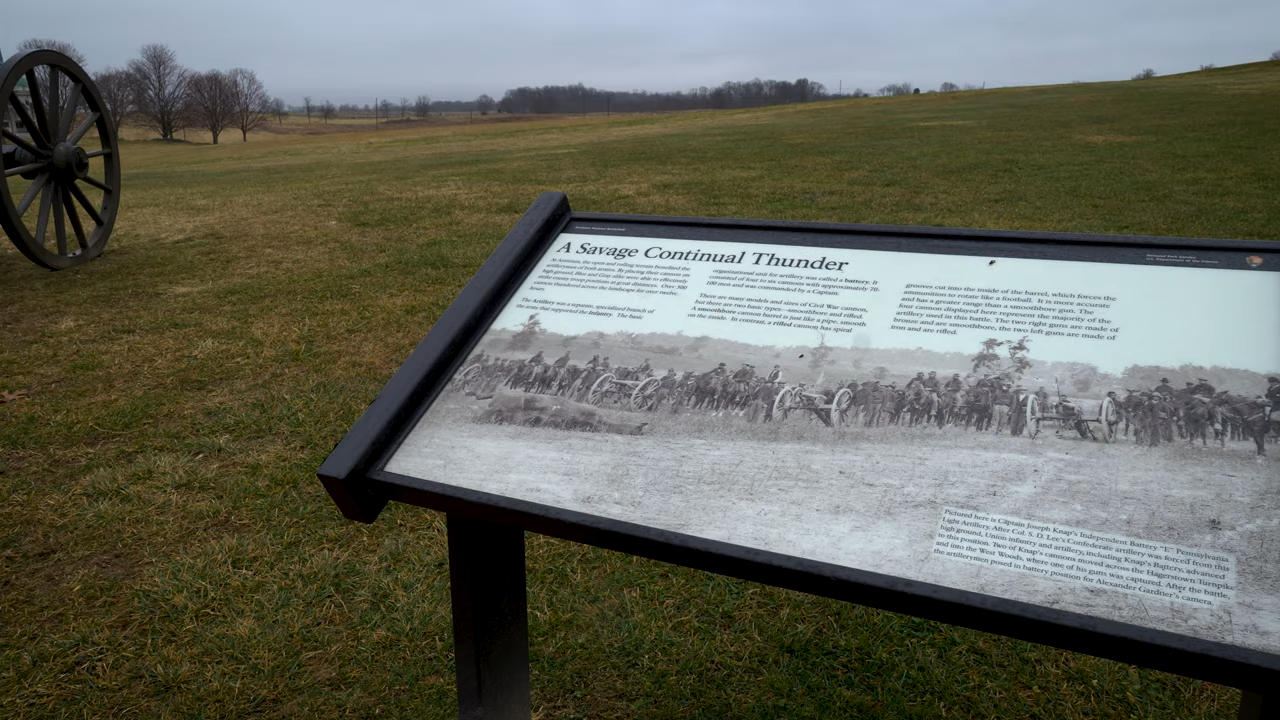 Antietam National Battlefield
National Park Service
U.S. Department of the Interior
A Savage Continual Thunder
At Antietam, the open and rolling terrain benefitted the
artillerymen of both armies. By placing their cannon on
high ground, Blue and Gray alike were able to effectively
strike enemy troop positions at great distances. Over 500
cannon thundered across the landscape for over twelve
hours.
The Artillery was a separate, specialized branch of
the army that supported the infantry. The basic
organizational unit for artillery was called a battery. It
consisted of four to six cannons with approximately 70-
100 men and was commanded by a Captain.
There are many models and sizes of Civil War cannon,
but there are two basic types—smoothbore and rifled.
A smoothbore cannon barrel is just like a pipe, smooth
on the inside. In contrast, a rifled cannon has spiral
grooves cut into the inside of the barrel, which forces the
ammunition to rotate like a football. It is more accurate
and has a greater range than a smoothbore gun. The
four cannon displayed here represent the majority of the
artillery used in this battle. The two right guns are made of
bronze and are smoothbore, the two left guns are made of
iron and are rifled.
Pictured here is Captain Joseph Knap's Independent Battery "E" Pennsylvania
Light Artillery. After Col. S. D. Lee's Confederate artillery was forced from this
high ground, Union infantry and artillery, including Knap's Battery, advanced
to this position. Two of Knap's cannons moved across the Hagerstown Turnpike
and into the West Woods, where one of his guns was captured. After the battle,
the artillerymen posed in battery position for Alexander Gardner's camera.